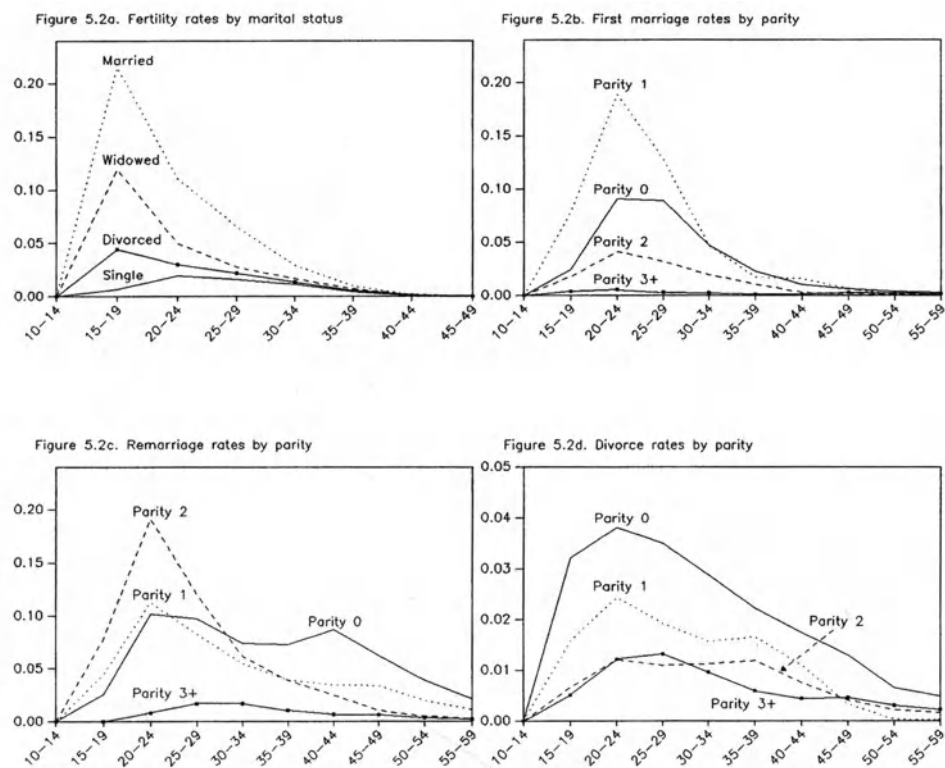 Figure 5.2a. Fertility rates by marital status
0.20
0.15
0.10
0.05
0.00
Married
Widowed
Divorced
Single
10-14
15-19
20-24
25-29
30-34
35-39
40-44
45-49
Figure 5.2b. First marriage rates by parity
0.20
0.15
0.10
0.05
0.00
Parity 1
Parity 0
Parity 2
Parity 3+
10-14
15-19
20-24
25-29
30-34
35-39
40-44
45-49
50-54
55-59
Figure 5.2c. Remarriage rates by parity
0.20
0.15
0.10
0.05
0.00
Parity 2
Parity 1
Parity 0
Parity 3+
10-14
15-19
20-24
25-29
30-34
35-39
40-44
45-49
50-54
55-59
Figure 5.2d. Divorce rates by parity
0.05
0.04
0.03
0.02
0.01
0.00
Parity 0
Parity 1
Parity 2
Parity 3+
10-14
15-19
20-24
25-29
30-34
35-39
40-44
45-49
50-54
55-59